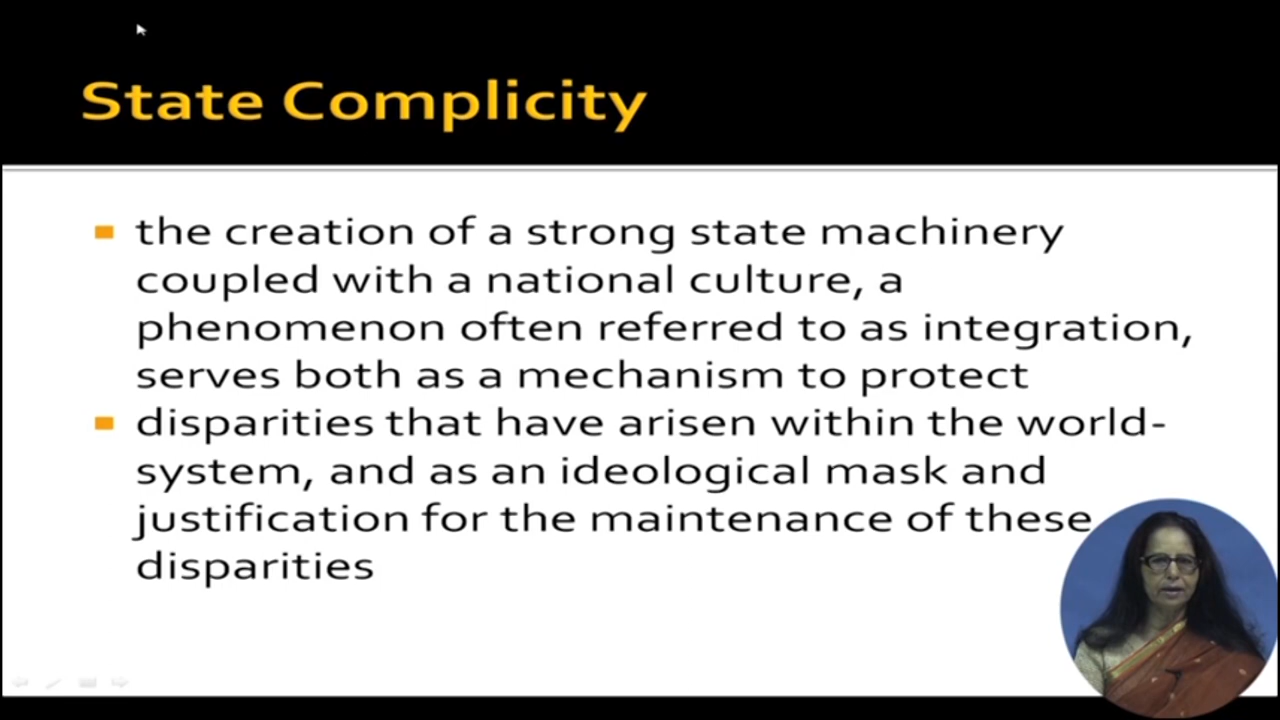 State Complicity
the creation of a strong state machinery
coupled with a national culture, a
phenomenon often referred to as integration,
serves both as a mechanism to protect
disparities that have arisen within the world-
system, and as an ideological mask and
justification for the maintenance of these
disparities